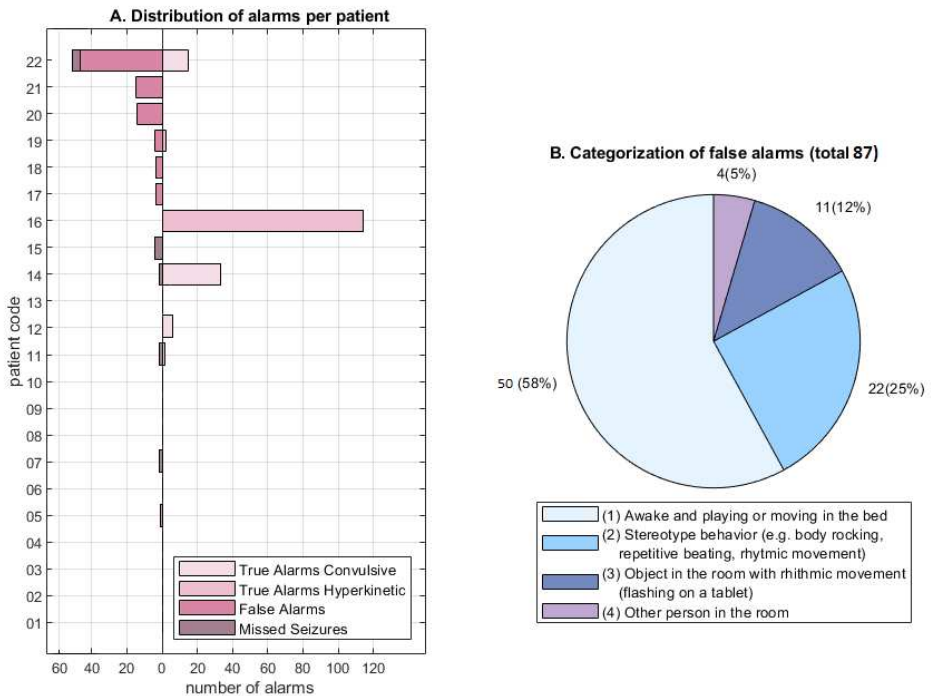 A. Distribution of alarms per patient
22
21
20
19
18
17
16
15
14
13
12
11
10
09
08
07
06
05
04
03
02
01
patient code
60 40 20 0 20 40 60 80 100 120
number of alarms
True Alarms Convulsive
True Alarms Hyperkinetic
False Alarms
Missed Seizures
B. Categorization of false alarms (total 87)
4(5%)
11(12%)
50 (58%)
22(25%)
(1) Awake and playing or moving in the bed
(2) Stereotype behavior (e.g. body rocking,
repetitive beating, rhytmic movement)
(3) Object in the room with rhithmic movement
(flashing on a tablet)
(4) Other person in the room